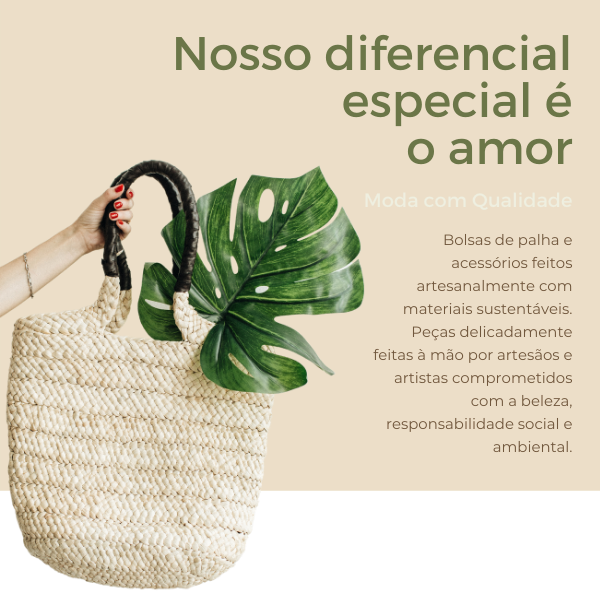 Nosso diferencial
especial é
o amor
Moda com Qualidade
Bolsas de palha e
acessórios feitos
artesanalmente com
materiais sustentáveis.
Peças delicadamente
feitas à mão por artesãos e
artistas comprometidos
com a beleza,
responsabilidade social e
ambiental.